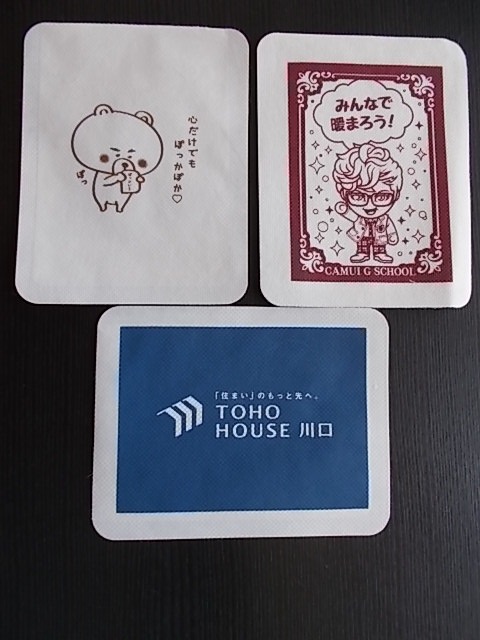 心だけでも
ぽっかぽか♡
ぽっ
みんなで
暖まろう!
CAMUI G SCHOOL
「住まい」のもっと先へ。
TOHO
HOUSE 川口